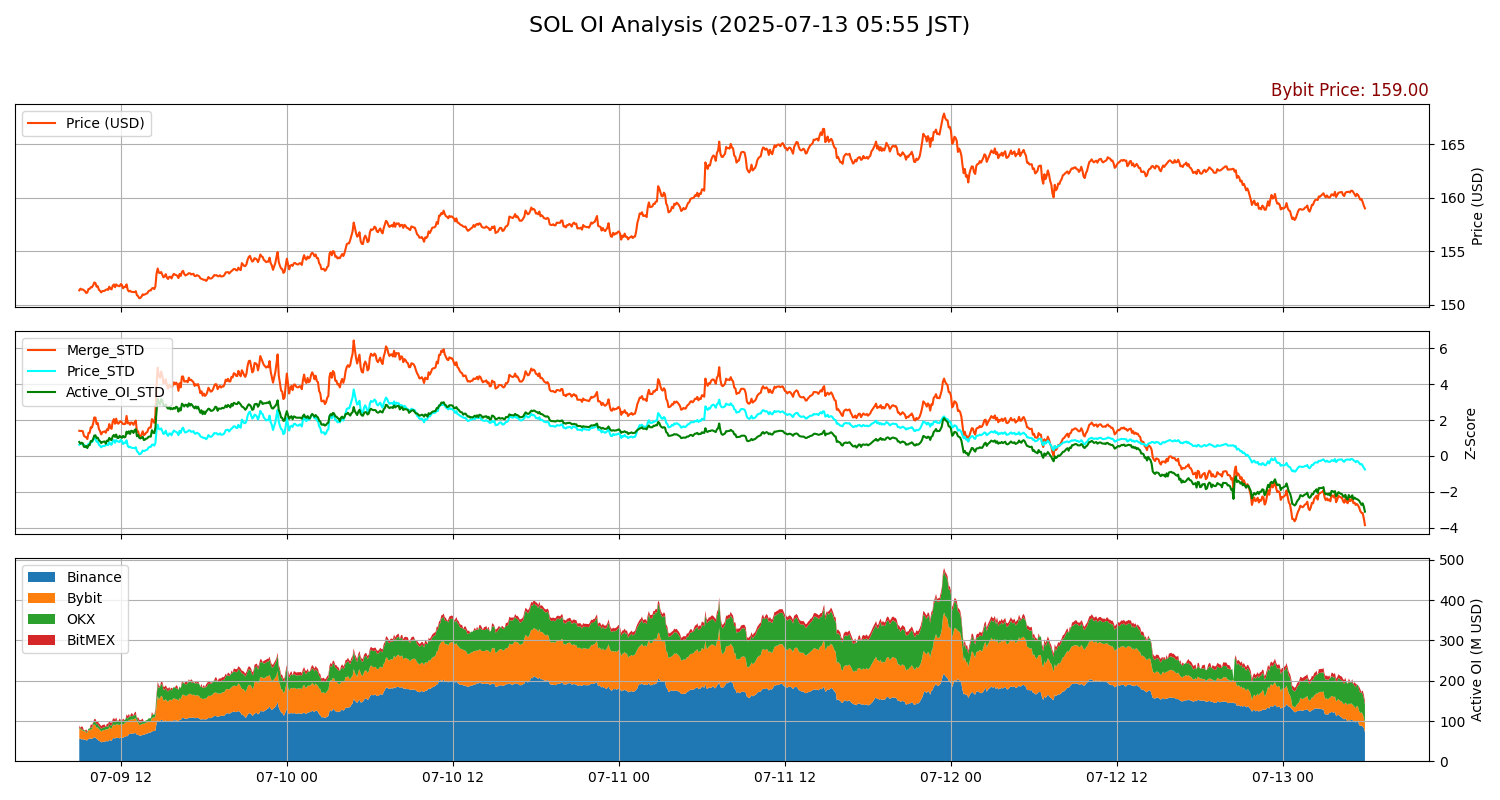 SOL OI Analysis (2025-07-13 05:55 JST)
Bybit Price: 159.00
Price (USD)
165
160
155
150
Price (USD)
Merge_STD
Price_STD
Active_OI_STD
6
4
2
0
−2
−4
Z-Score
Binance
Bybit
OKX
BitMEX
500
400
300
200
100
0
Active OI (M USD)
07-09 12
07-10 00
07-10 12
07-11 00
07-11 12
07-12 00
07-12 12
07-13 00